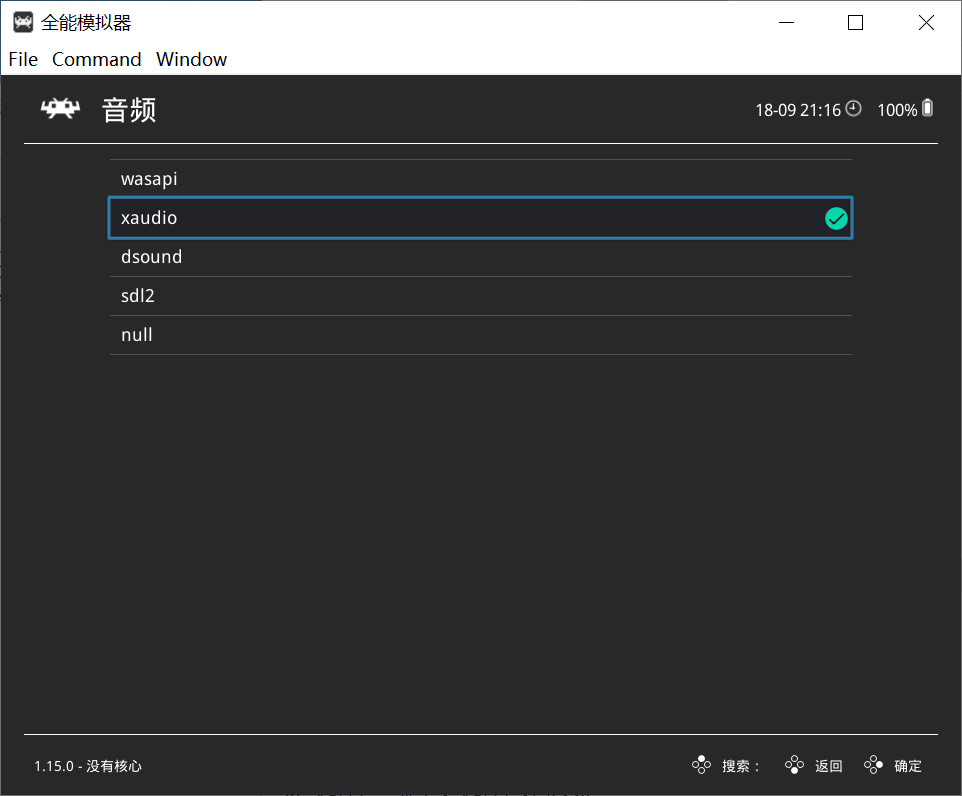 全能模拟器
File Command Window
音频
18-09 21:16 100%
wasapi
xaudio
dsound
sdl2
null
1.15.0 - 没有核心
搜索： 返回 确定